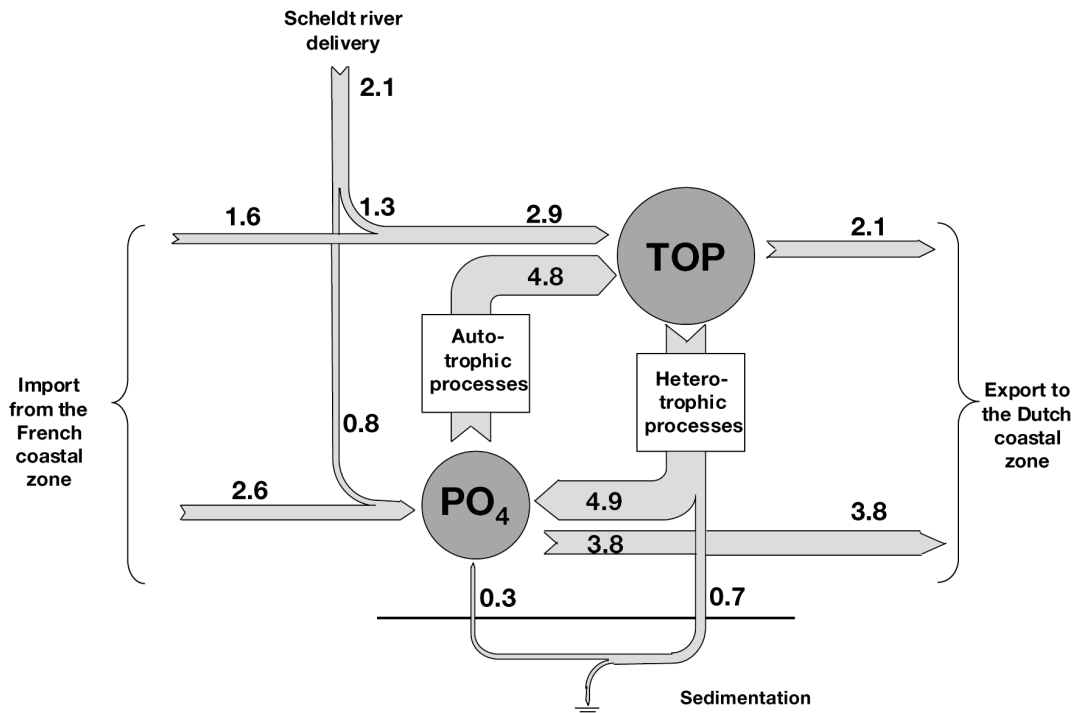 Scheldt river
delivery
2.1
1.6
1.3
2.9
TOP
2.1
4.8
Auto-
trophic
processes
Hetero-
trophic
processes
Import
from the
French
coastal
zone
Export to
the Dutch
coastal
zone
0.8
2.6
PO4
4.9
3.8
3.8
0.3
0.7
Sedimentation